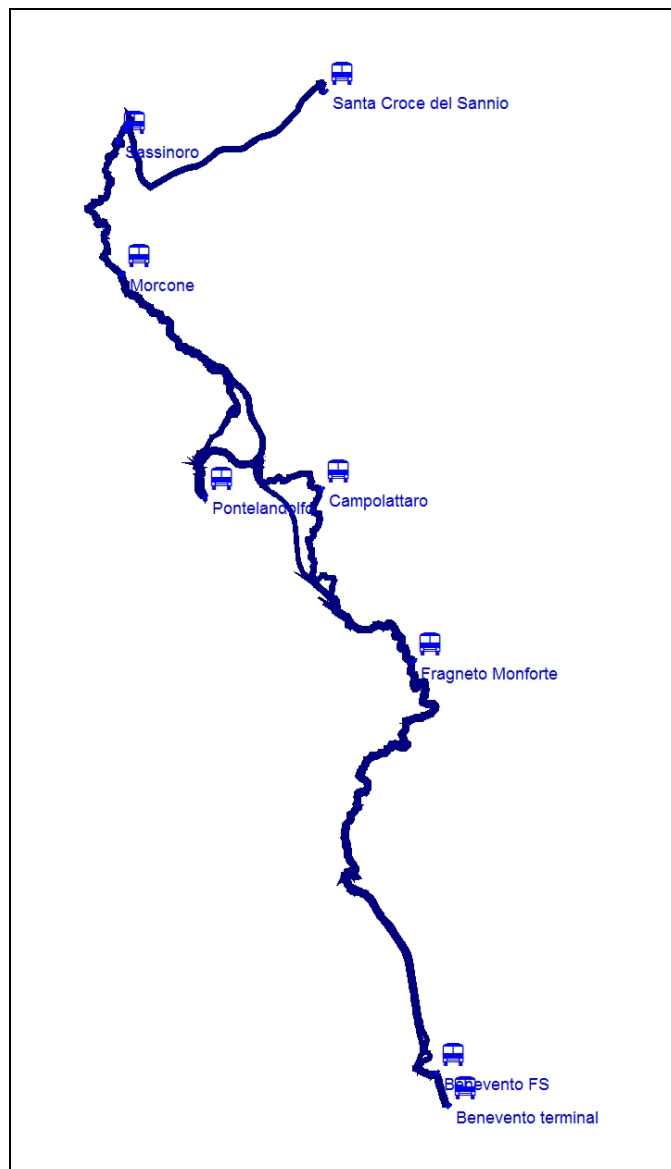 Santa Croce del Sannio
Sassinoro
Morcone
Campolattaro
Pontelandolfo
Fragneto Monforte
Benevento FS
Benevento terminal